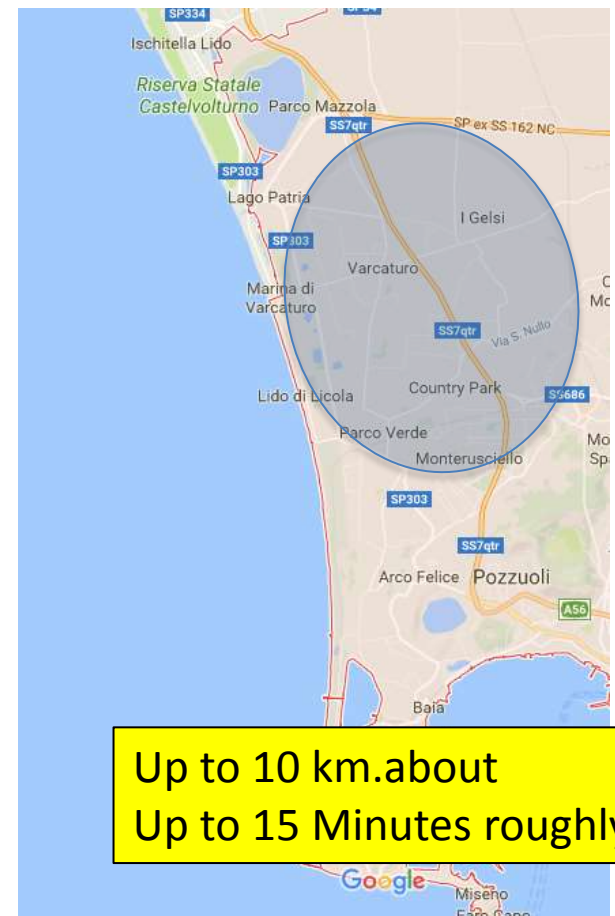 SP334
Ischitella Lido
Riserva Statale
Castelvolturno
Parco Mazzola
SS7qtr
SP ex SS 162 NC
SP303
Lago Patria
I Gelsi
SP303
Varcaturo
Marina di
Varcaturo
SS7qtr
Via S. Nullo
Lido di Licola
Country Park
SS686
Parco Verde
Monterusciello
SP303
SS7qtr
Arco Felice
Pozzuoli
A56
Baia
Up to 10 km.about
Up to 15 Minutes roughly
Google
Miseno